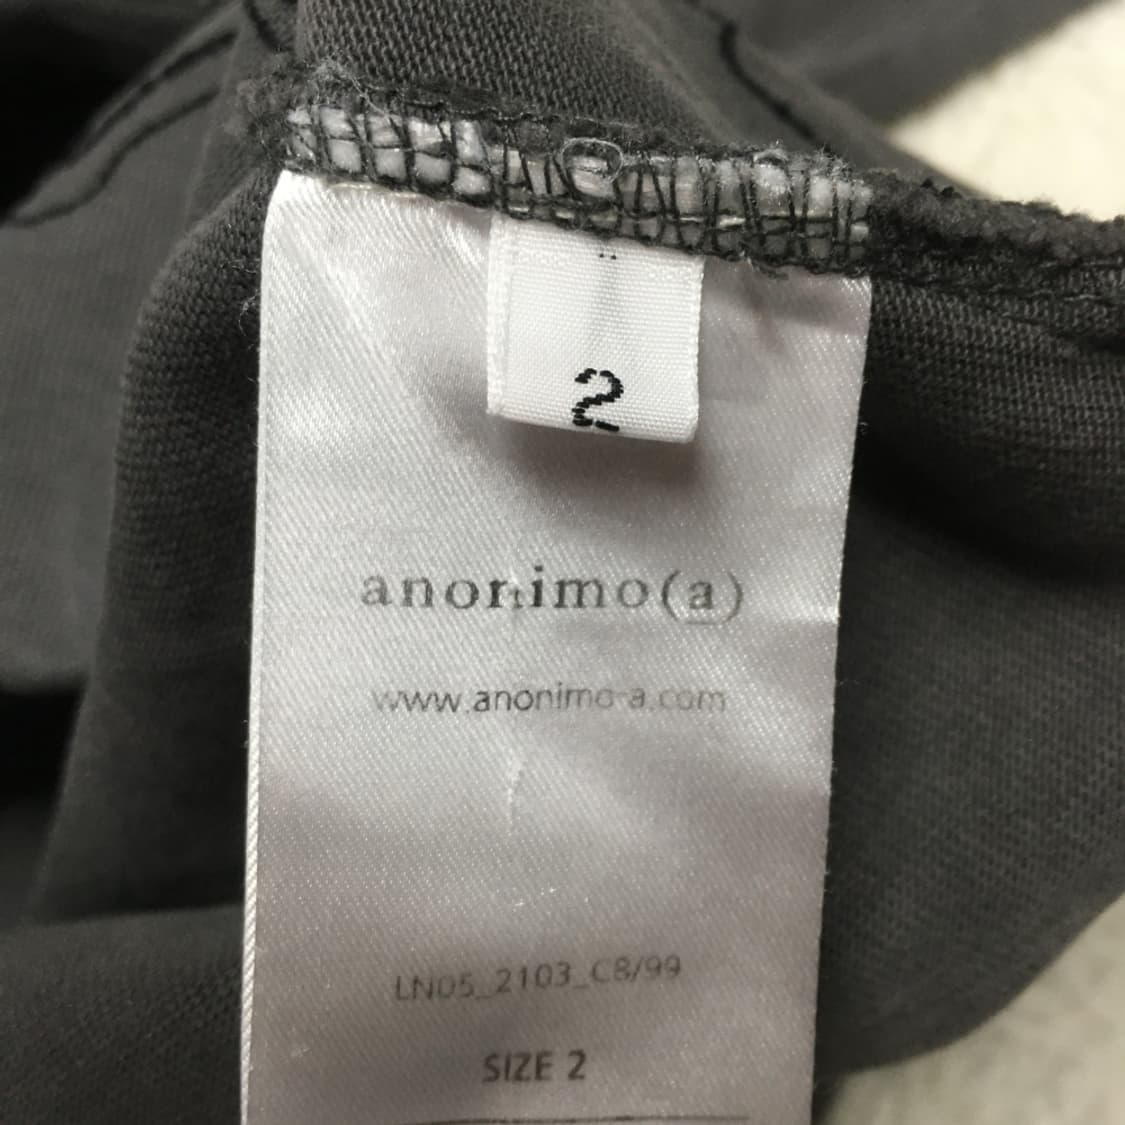 2
anonimo(a)
www.anonimo-a.com
LN05_2103_C8/99
SIZE 2